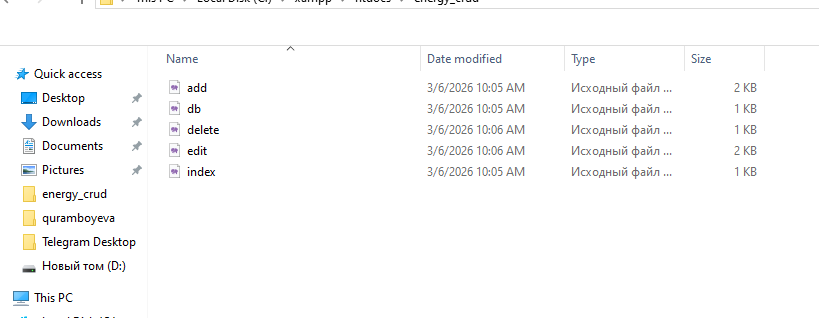 This PC Local Disk (C:) xampp htdocs energy_crud
Name Date modified Type Size
Quick access
Desktop
Downloads
Documents
Pictures
energy_crud
quramboyeva
Telegram Desktop
Новый том (D:)
This PC
add 3/6/2026 10:05 AM Исходный файл ... 2 KB
db 3/6/2026 10:05 AM Исходный файл ... 1 KB
delete 3/6/2026 10:06 AM Исходный файл ... 1 KB
edit 3/6/2026 10:06 AM Исходный файл ... 2 KB
index 3/6/2026 10:05 AM Исходный файл ... 1 KB